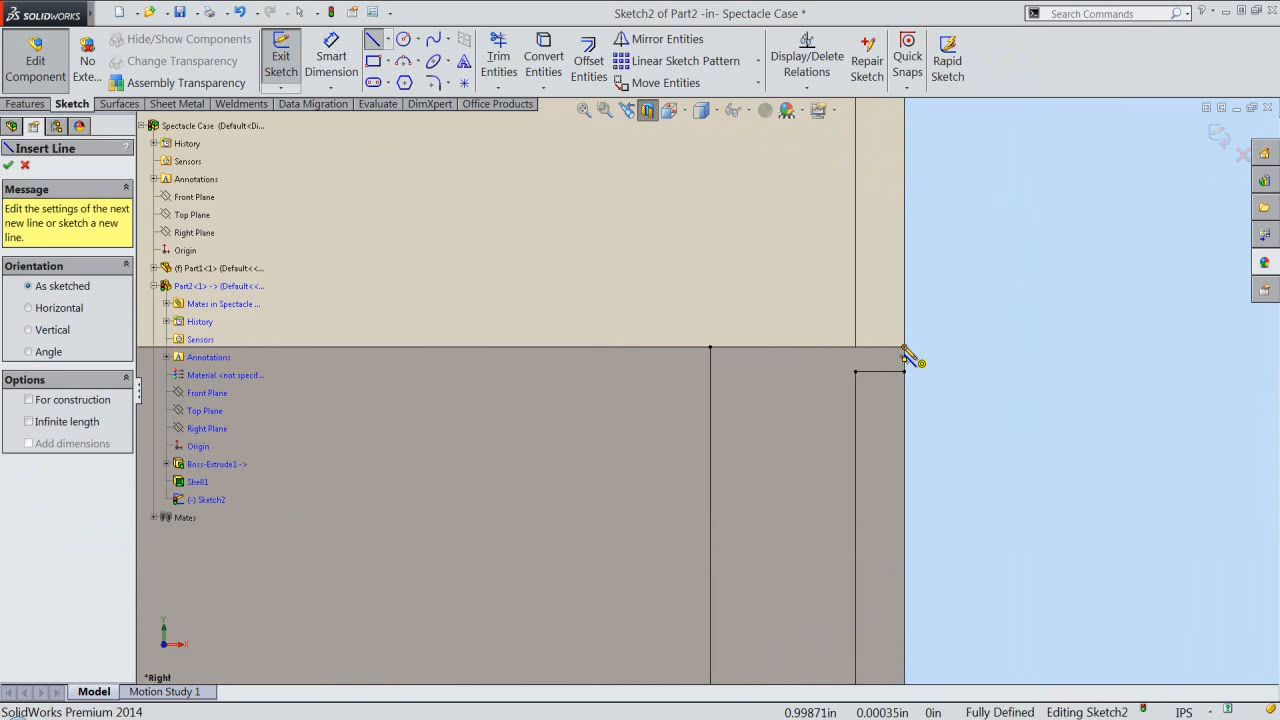 SOLIDWORKS
Sketch2 of Part2 -in- Spectacle Case *
Search Commands
Edit Component
No Exte...
Hide/Show Components
Change Transparency
Assembly Transparency
Exit Sketch
Smart Dimension
Trim Entities
Convert Entities
Offset Entities
Mirror Entities
Linear Sketch Pattern
Move Entities
Display/Delete Relations
Repair Sketch
Quick Snaps
Rapid Sketch
Features Sketch Surfaces Sheet Metal Weldments Data Migration Evaluate DimXpert Office Products
Insert Line
?
Message
Edit the settings of the next
new line or sketch a new
line.
Orientation
As sketched
Horizontal
Vertical
Angle
Options
For construction
Infinite length
Add dimensions
Spectacle Case (Default<Di...
History
Sensors
Annotations
Front Plane
Top Plane
Right Plane
Origin
(f) Part1<1> (Default<<...
Part2<1> -> (Default<<...
Mates in Spectacle ...
History
Sensors
Annotations
Material <not specif...
Front Plane
Top Plane
Right Plane
Origin
Boss-Extrude1 ->
Shell1
(-) Sketch2
Mates
Y
X
*Right
Model Motion Study 1
SolidWorks Premium 2014
0.99871in 0.00035in 0in Fully Defined Editing Sketch2 IPS